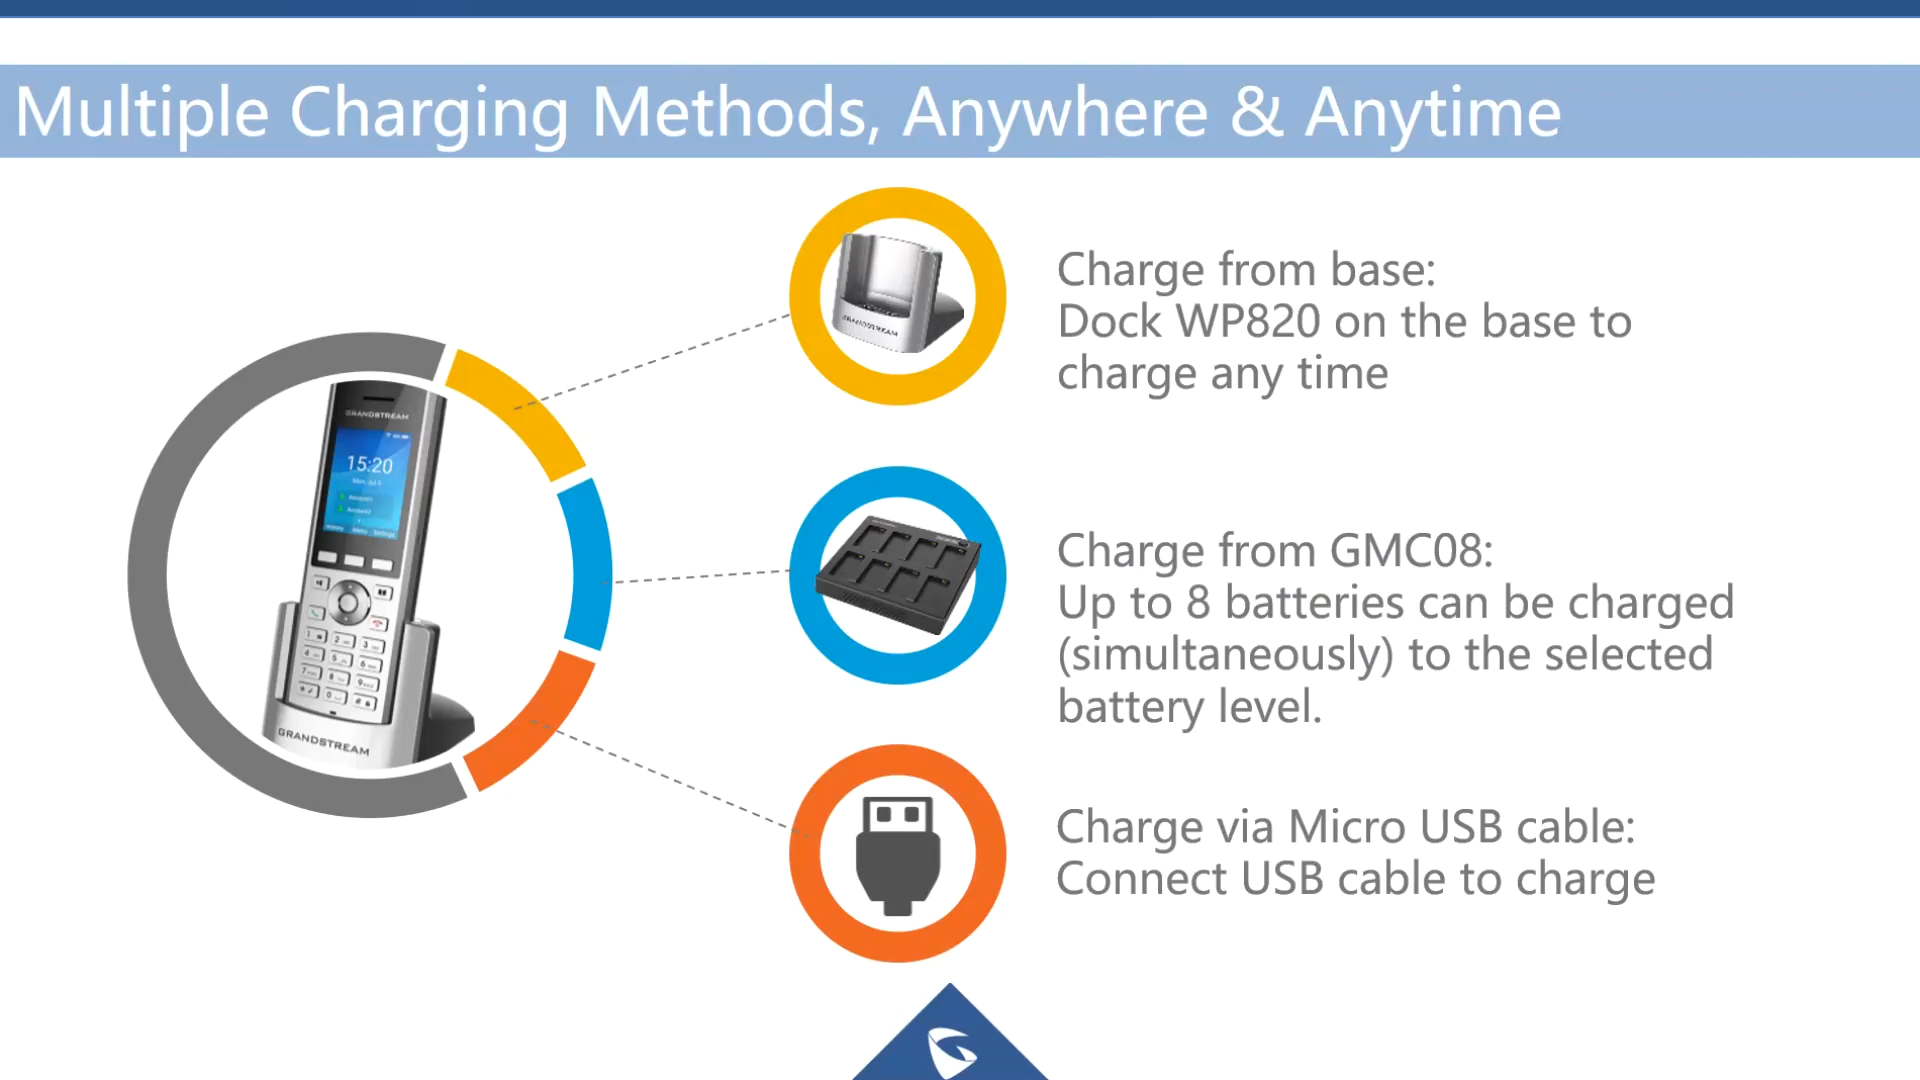 Multiple Charging Methods, Anywhere & Anytime
GRANDSTREAM
Charge from base:
Dock WP820 on the base to
charge any time
GRANDSTREAM
15:20
Charge from GMC08:
Up to 8 batteries can be charged
(simultaneously) to the selected
battery level.
GRANDSTREAM
Charge via Micro USB cable:
Connect USB cable to charge